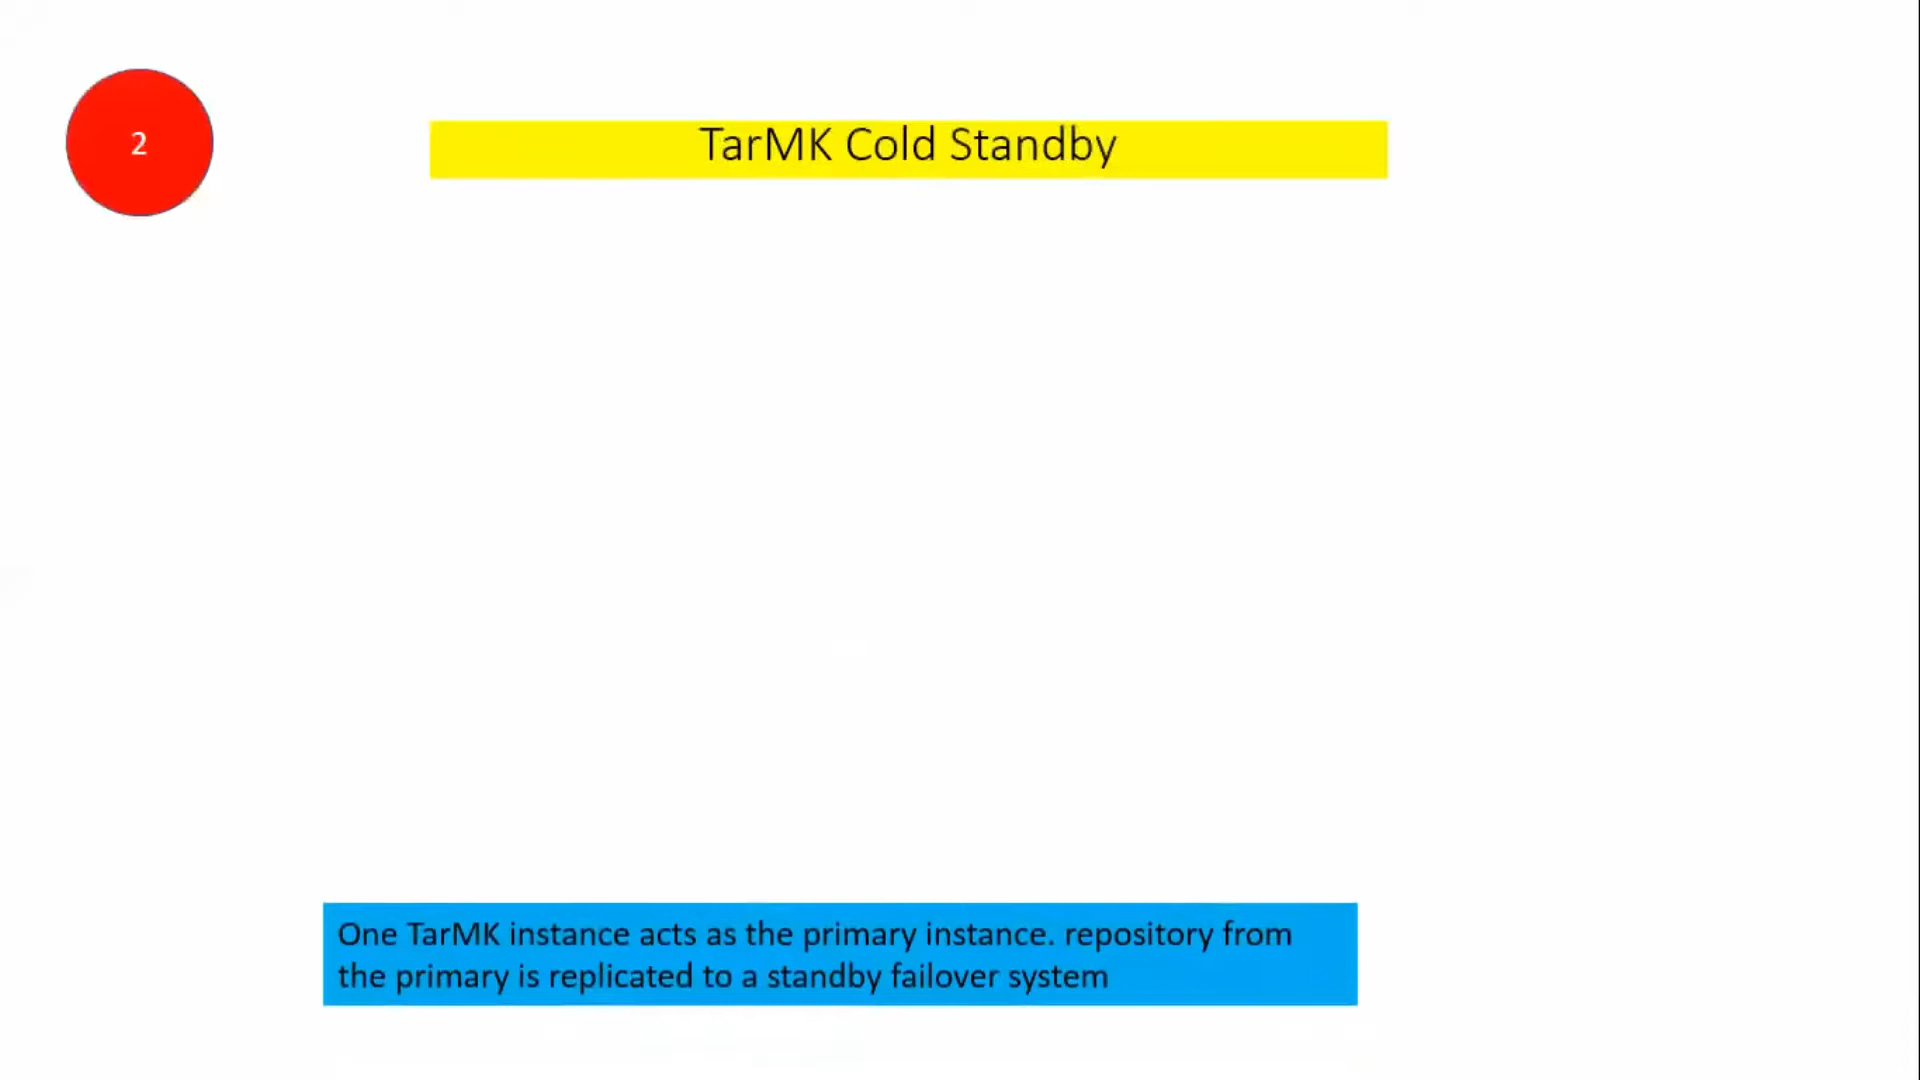 2
TarMK Cold Standby
One TarMK instance acts as the primary instance. repository from
the primary is replicated to a standby failover system